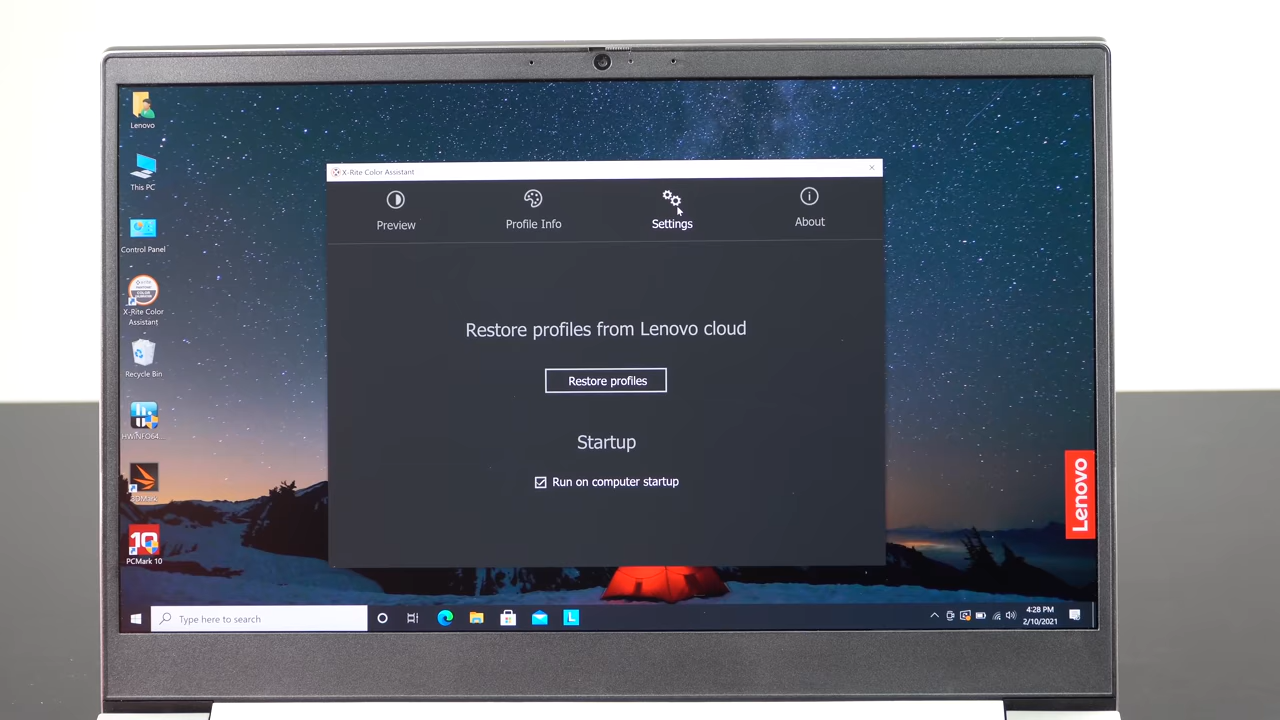 Lenovo
This PC
Control Panel
X-Rite Color
Assistant
Recycle Bin
HWiNFO64...
3DMark
PCMark 10
X-Rite Color Assistant
Preview
Profile Info
Settings
About
Restore profiles from Lenovo cloud
Restore profiles
Startup
Run on computer startup
Lenovo
Type here to search
L
4:28 PM
2/10/2021